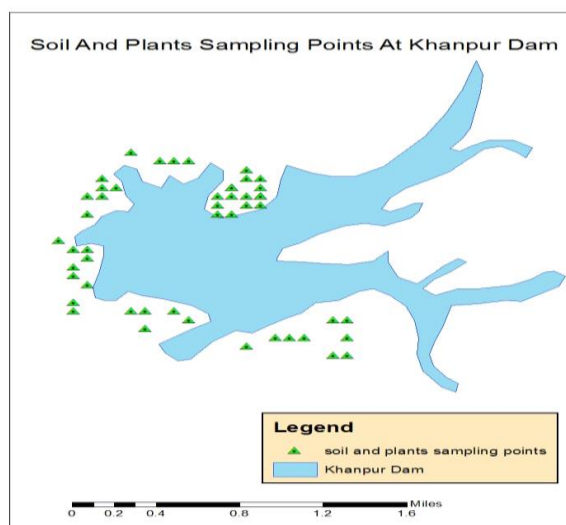 Soil And Plants Sampling Points At Khanpur Dam
Legend
soil and plants sampling points
Khanpur Dam
Miles
0 0.2 0.4 0.8 1.2 1.6